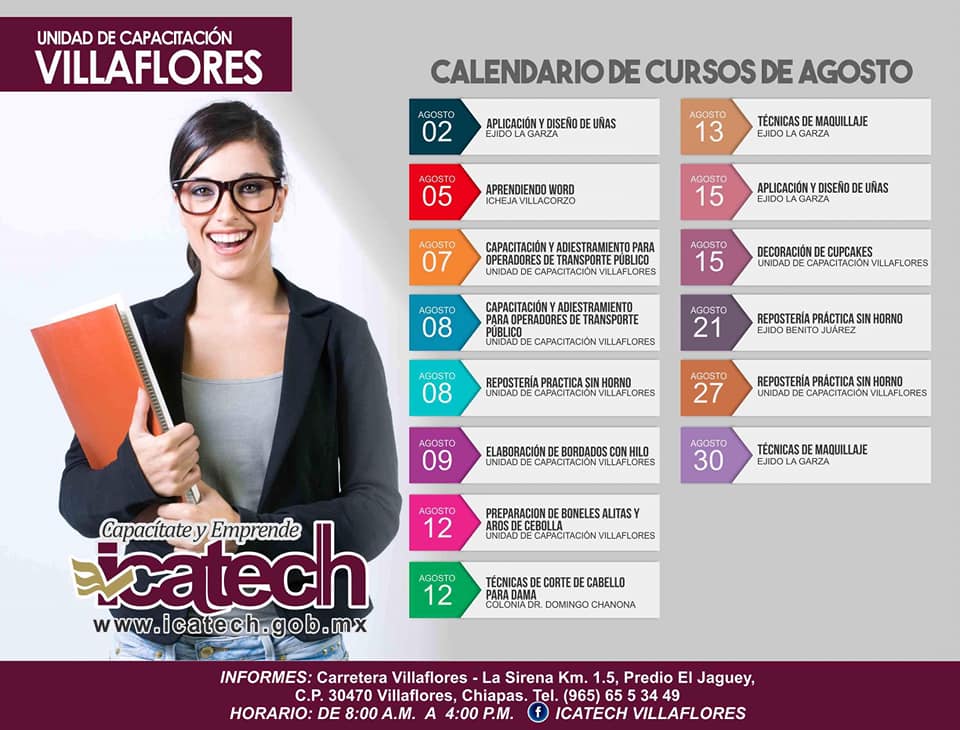 UNIDAD DE CAPACITACIÓN
VILLAFLORES
CALENDARIO DE CURSOS DE AGOSTO
AGOSTO
02
APLICACIÓN Y DISEÑO DE UÑAS
EJIDO LA GARZA
AGOSTO
05
APRENDIENDO WORD
ICHEJA VILLACORZO
AGOSTO
07
CAPACITACIÓN Y ADIESTRAMIENTO PARA
OPERADORES DE TRANSPORTE PÚBLICO
UNIDAD DE CAPACITACIÓN VILLAFLORES
AGOSTO
08
CAPACITACIÓN Y ADIESTRAMIENTO
PARA OPERADORES DE TRANSPORTE
PÚBLICO
UNIDAD DE CAPACITACIÓN VILLAFLORES
AGOSTO
08
REPOSTERÍA PRACTICA SIN HORNO
UNIDAD DE CAPACITACIÓN VILLAFLORES
AGOSTO
09
ELABORACIÓN DE BORDADOS CON HILO
UNIDAD DE CAPACITACIÓN VILLAFLORES
AGOSTO
12
PREPARACION DE BONELES ALITAS Y
AROS DE CEBOLLA
UNIDAD DE CAPACITACIÓN VILLAFLORES
AGOSTO
12
TÉCNICAS DE CORTE DE CABELLO
PARA DAMA
COLONIA DR. DOMINGO CHANONA
AGOSTO
13
TÉCNICAS DE MAQUILLAJE
EJIDO LA GARZA
AGOSTO
15
APLICACIÓN Y DISEÑO DE UÑAS
EJIDO LA GARZA
AGOSTO
15
DECORACIÓN DE CUPCAKES
UNIDAD DE CAPACITACIÓN VILLAFLORES
AGOSTO
21
REPOSTERÍA PRÁCTICA SIN HORNO
EJIDO BENITO JUÁREZ
AGOSTO
27
REPOSTERÍA PRÁCTICA SIN HORNO
UNIDAD DE CAPACITACIÓN VILLAFLORES
AGOSTO
30
TÉCNICAS DE MAQUILLAJE
EJIDO LA GARZA
Capacítate y Emprende
icatech
www.icatech.gob.mx
INFORMES: Carretera Villaflores - La Sirena Km. 1.5, Predio El Jaguey,
C.P. 30470 Villaflores, Chiapas. Tel. (965) 65 5 34 49
HORARIO: DE 8:00 A.M. A 4:00 P.M. f ICATECH VILLAFLORES